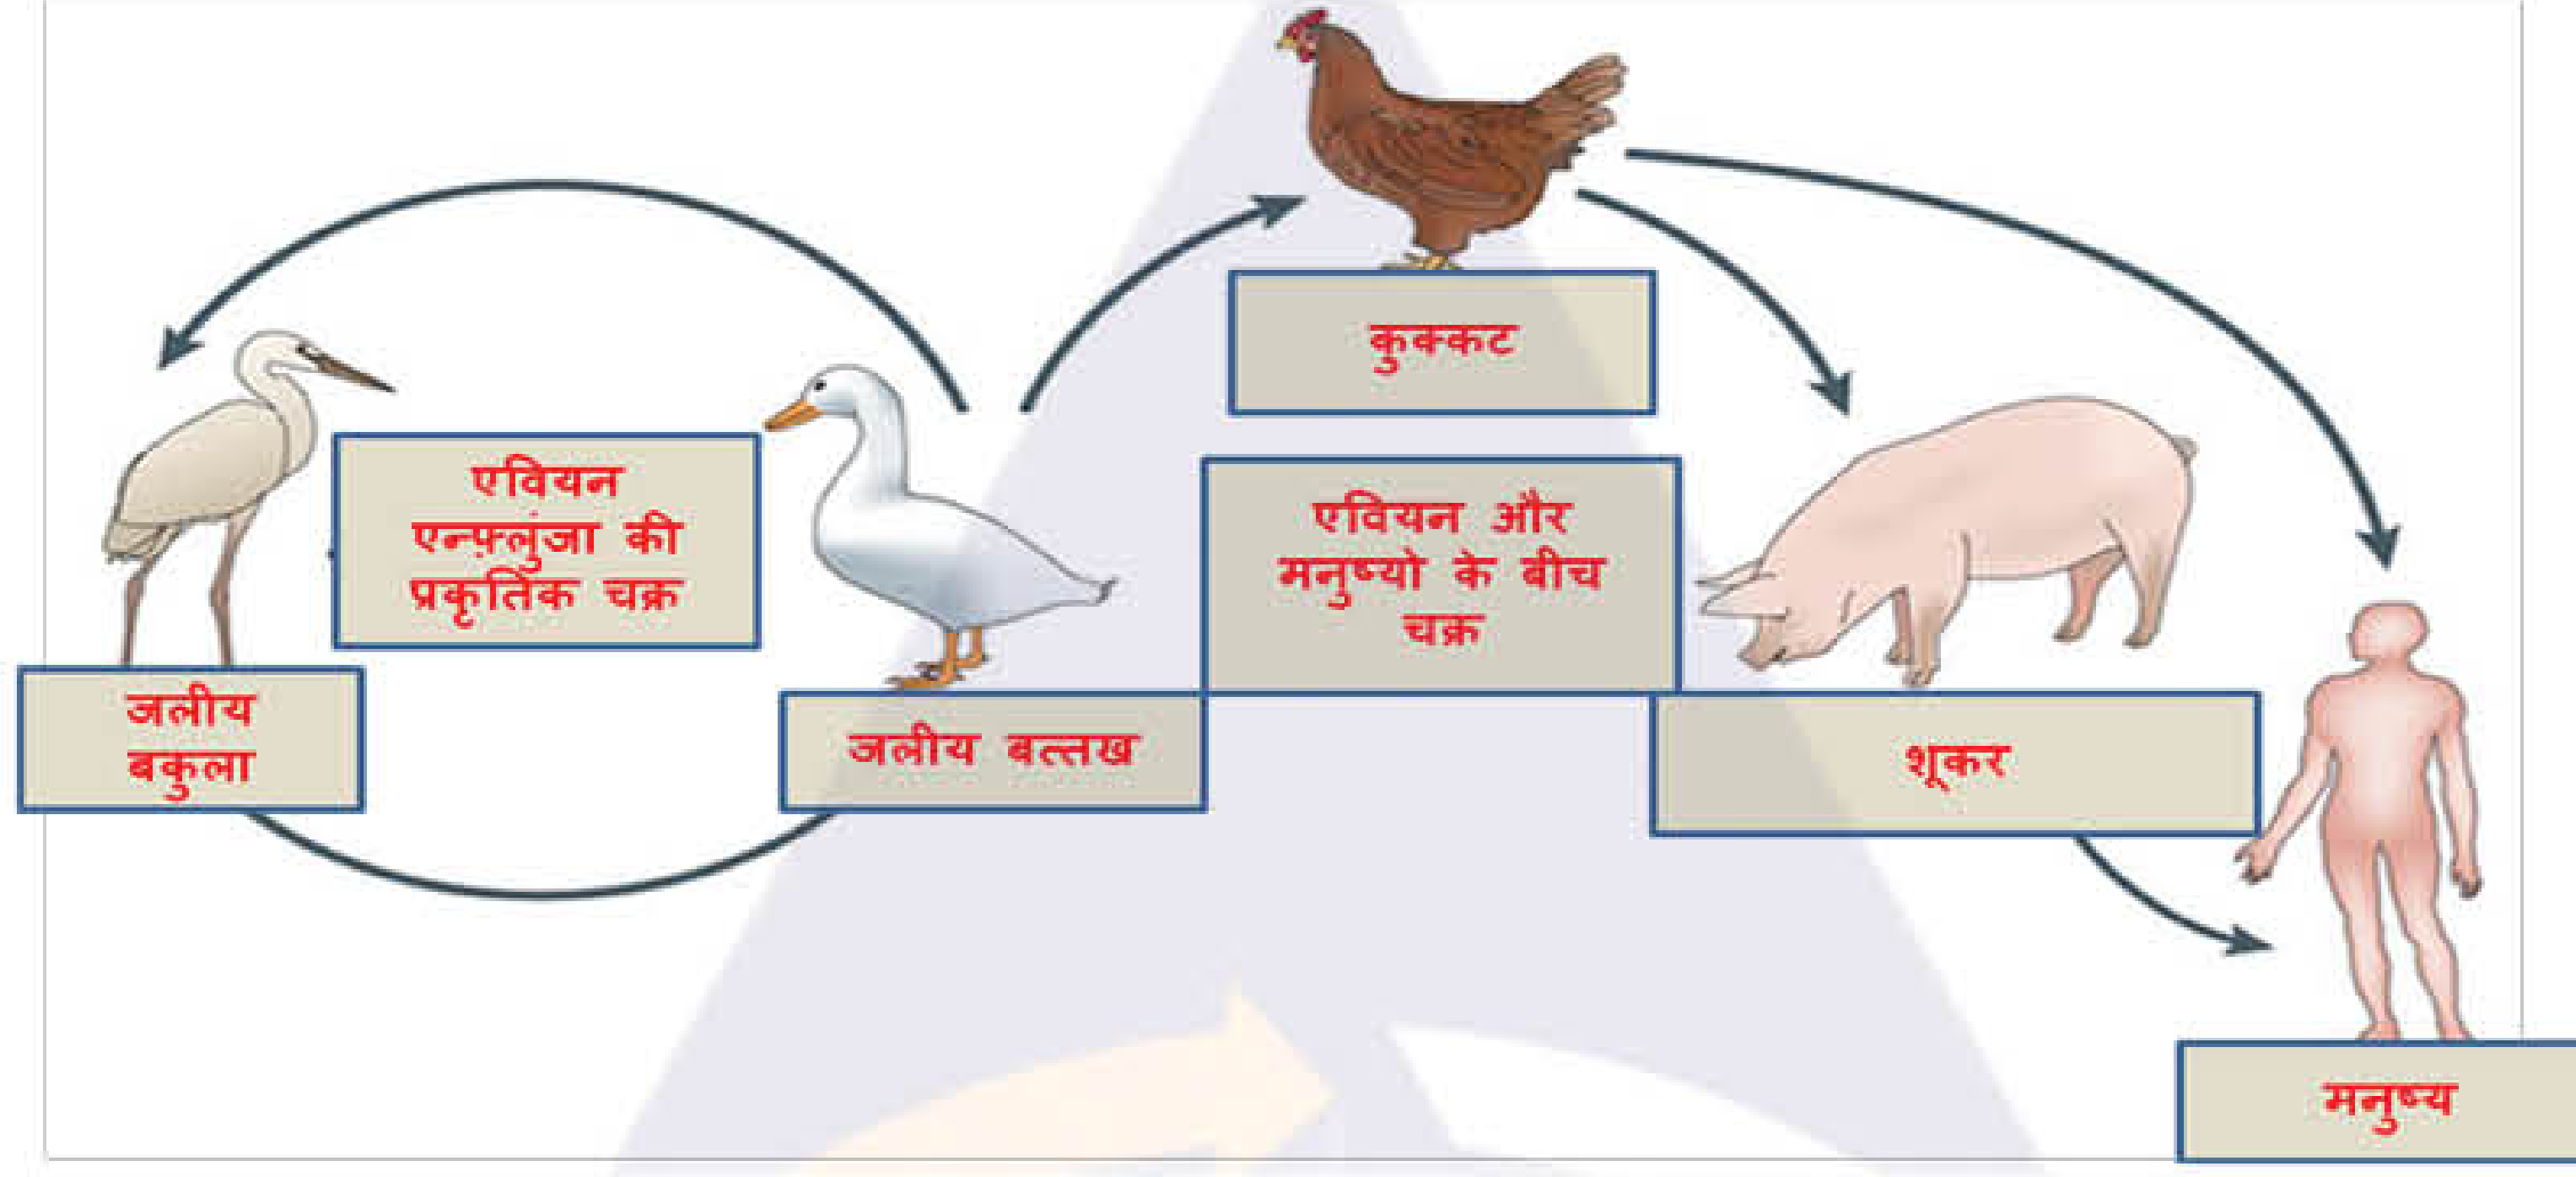 कुक्कट
एवियन
एन्फ़्लुंजा की
प्रकृतिक चक्र
एवियन और
मनुष्यो के बीच
चक्र
जलीय
बकुला
जलीय बत्तख
शूकर
मनुष्य